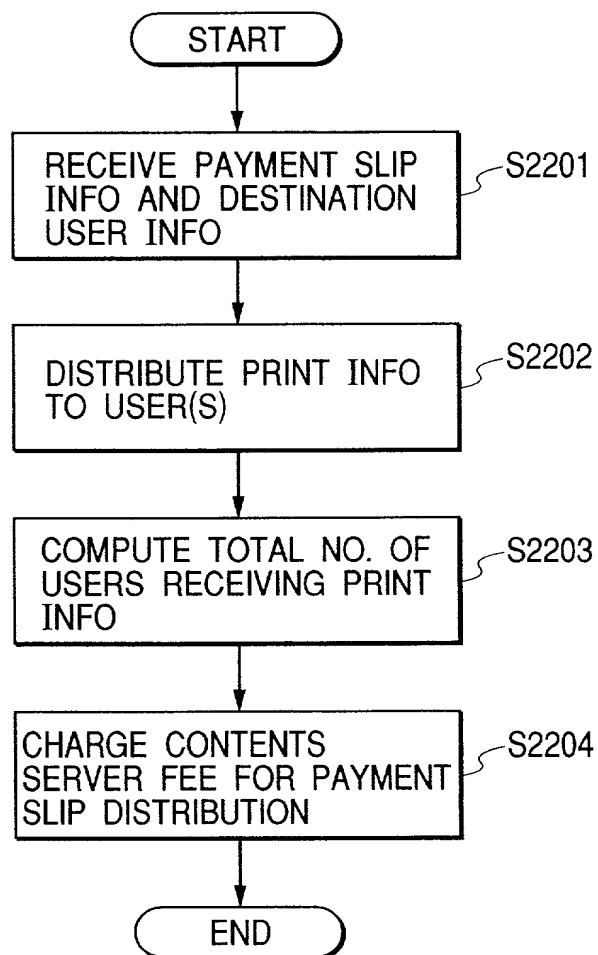 START
RECEIVE PAYMENT SLIP
INFO AND DESTINATION
USER INFO
S2201
DISTRIBUTE PRINT INFO
TO USER(S)
S2202
COMPUTE TOTAL NO. OF
USERS RECEIVING PRINT
INFO
S2203
CHARGE CONTENTS
SERVER FEE FOR PAYMENT
SLIP DISTRIBUTION
S2204
END